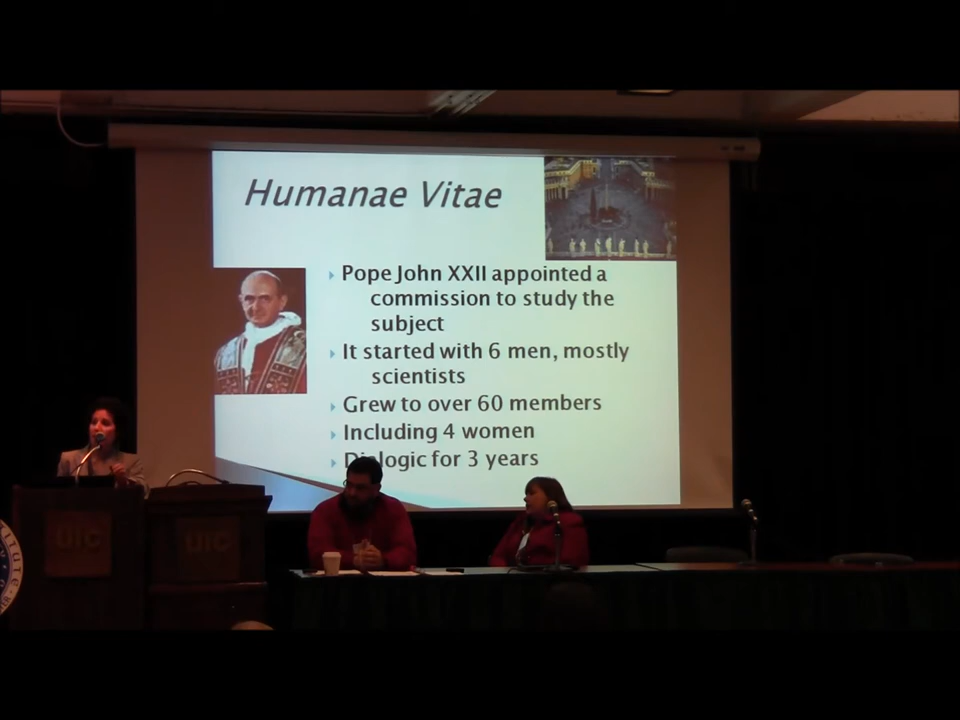 Humanae Vitae
Pope John XXII appointed a
commission to study the
subject
It started with 6 men, mostly
scientists
Grew to over 60 members
Including 4 women
Dialogic for 3 years
UIC
UIC